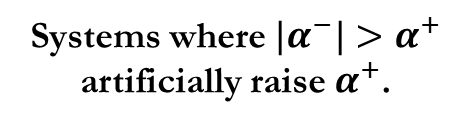 Systems where |α⁻| > α⁺
artificially raise α⁺.